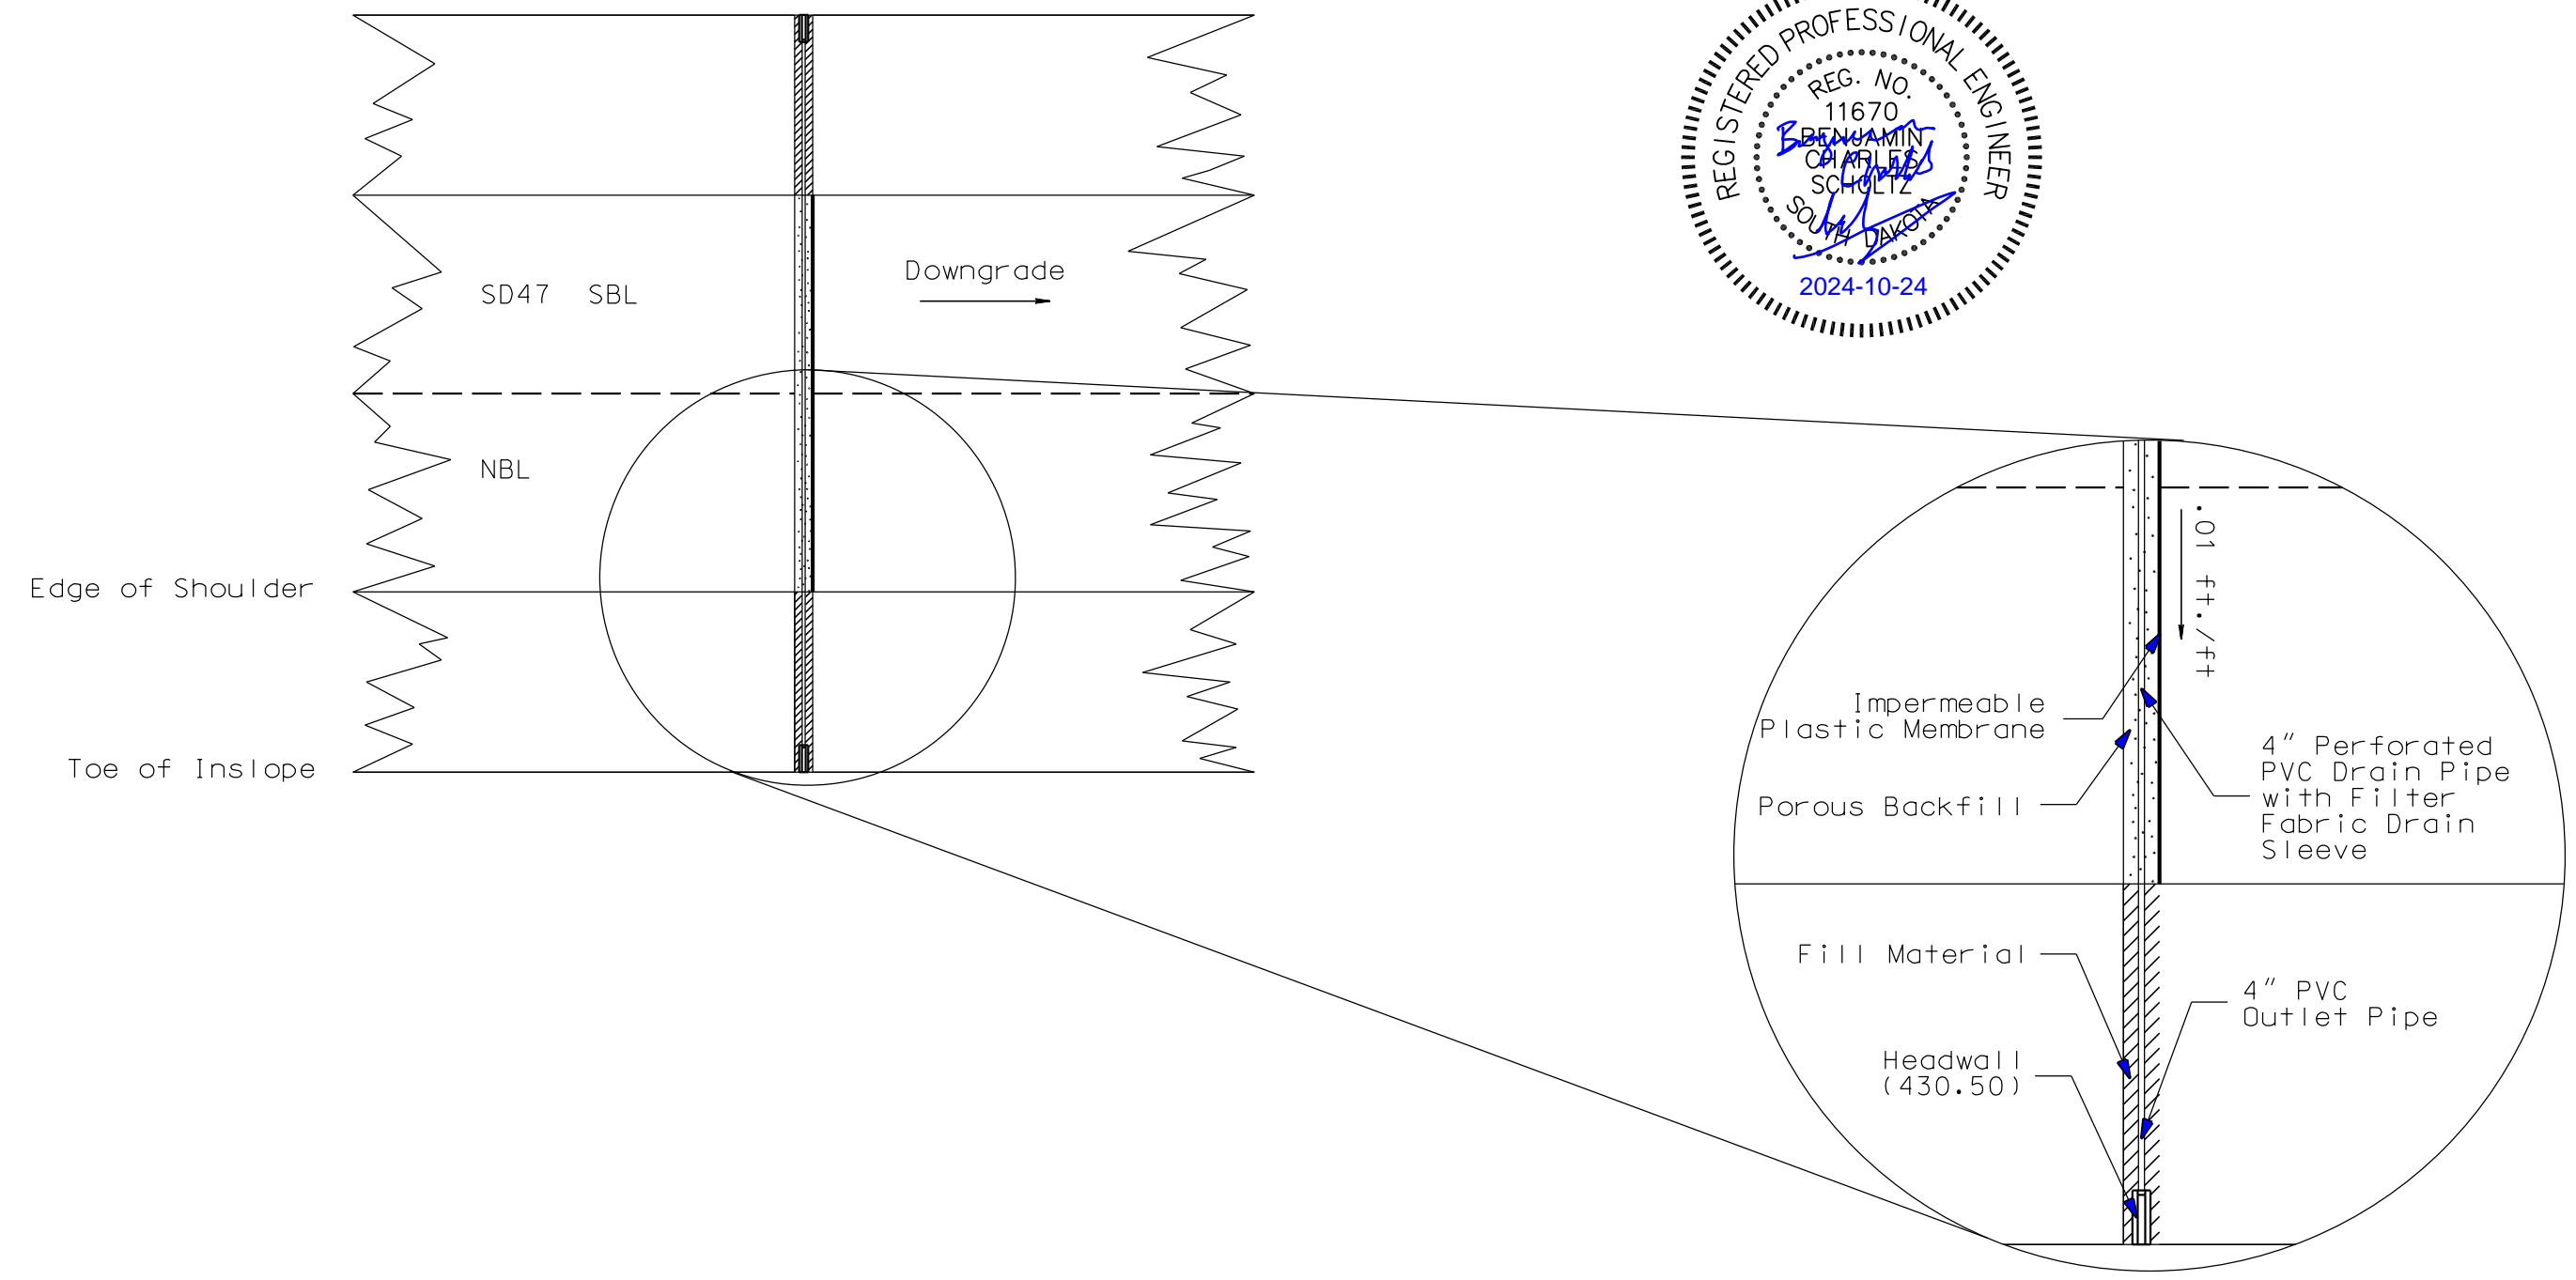 REGISTERED PROFESSIONAL ENGINEER
REG. NO.
11670
BENJAMIN
CHARLES
SCHOLTZ
SOUTH DAKOTA
2024-10-24
Downgrade
SD47 SBL
NBL
Edge of Shoulder
Toe of Inslope
.01 ft./ft
Impermeable
Plastic Membrane
Porous Backfill
4" Perforated
PVC Drain Pipe
with Filter
Fabric Drain
Sleeve
Fill Material
4" PVC
Outlet Pipe
Headwall
(430.50)